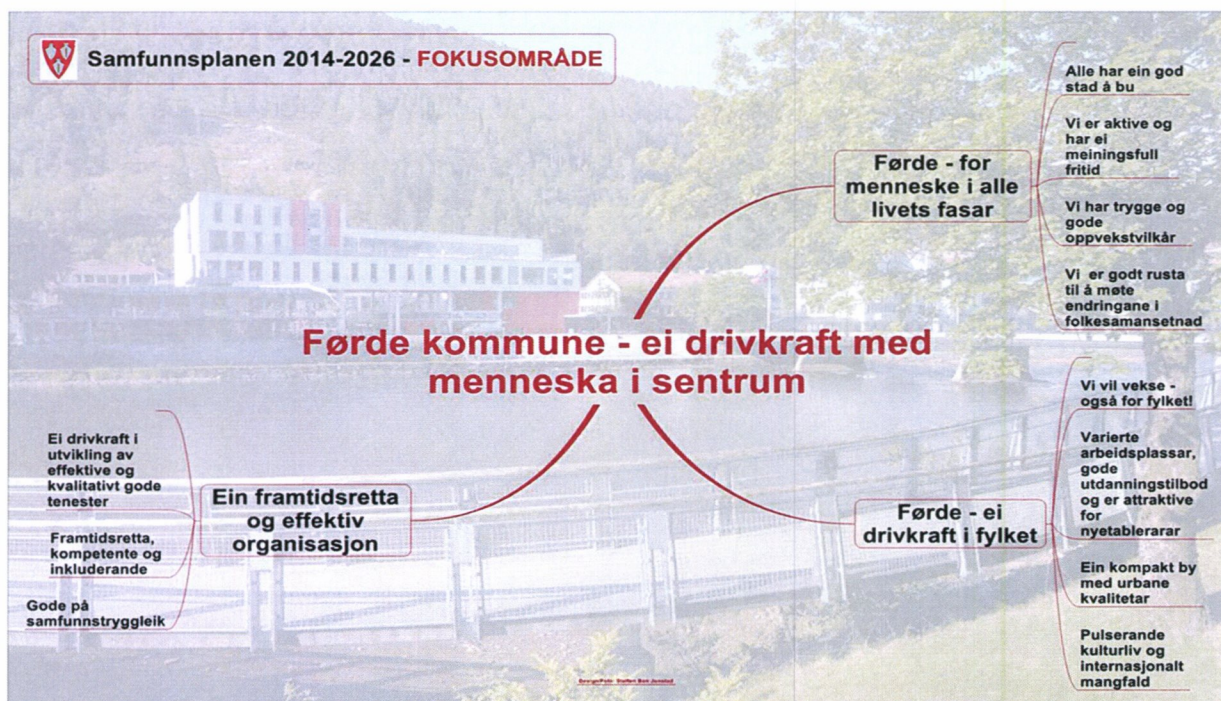 Samfunnsplanen 2014-2026 - FOKUSOMRÅDE
Førde kommune - ei drivkraft med
menneska i sentrum
Førde - for
menneske i alle
livets fasar
Alle har ein god
stad å bu
Vi er aktive og
har ei
meiningsfull
fritid
Vi har trygge og
gode
oppvekstvilkår
Vi er godt rusta
til å møte
endringane i
folkesamansetnad
Førde - ei
drivkraft i fylket
Vi vil vekse -
også for fylket!
Varierte
arbeidsplassar,
gode
utdanningstilbod
og er attraktive
for
nyetablerarar
Ein kompakt by
med urbane
kvalitetar
Pulserande
kulturliv og
internasjonalt
mangfald
Ein framtidsretta
og effektiv
organisasjon
Ei drivkraft i
utvikling av
effektive og
kvalitativt gode
tenester
Framtidsretta,
kompetente og
inkluderande
Gode på
samfunnstryggleik